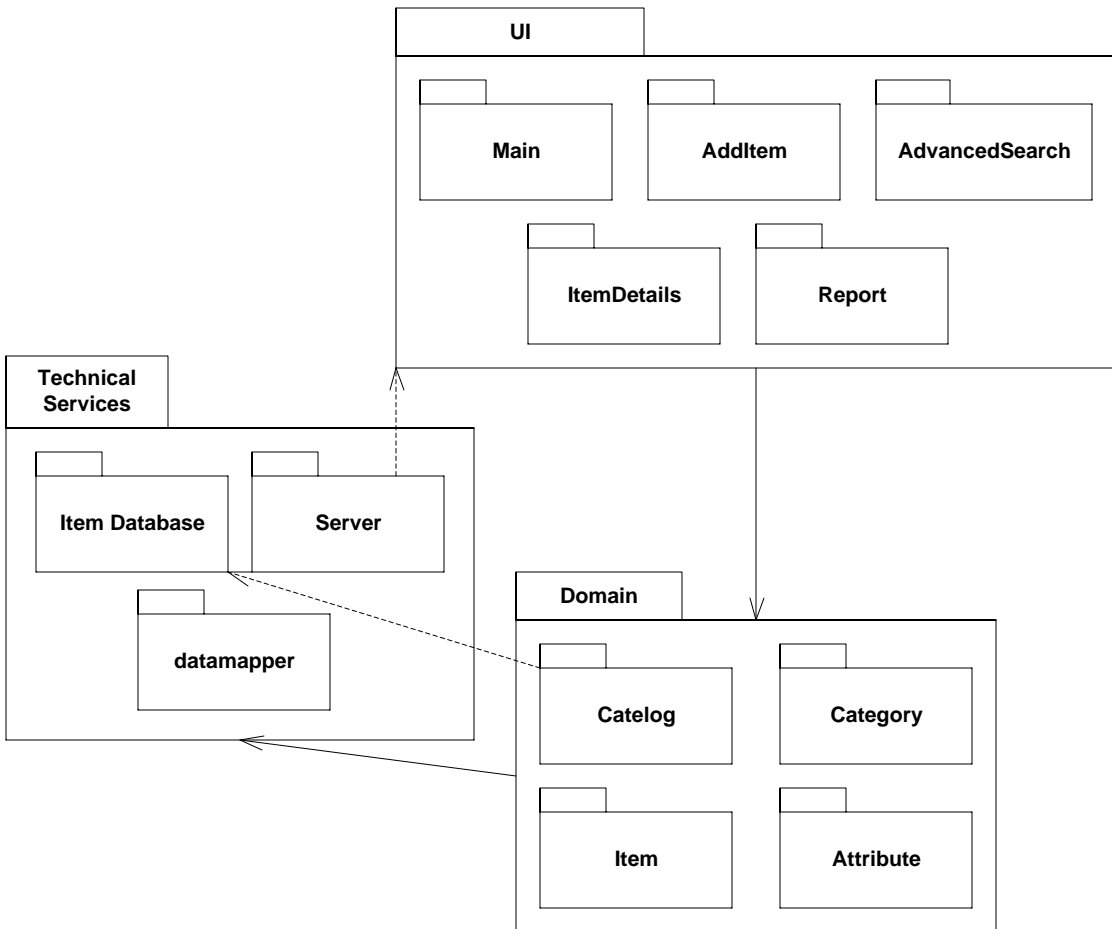 UI
Main
AddItem
AdvancedSearch
ItemDetails
Report
Technical
Services
Item Database
Server
datamapper
Domain
Catelog
Category
Item
Attribute